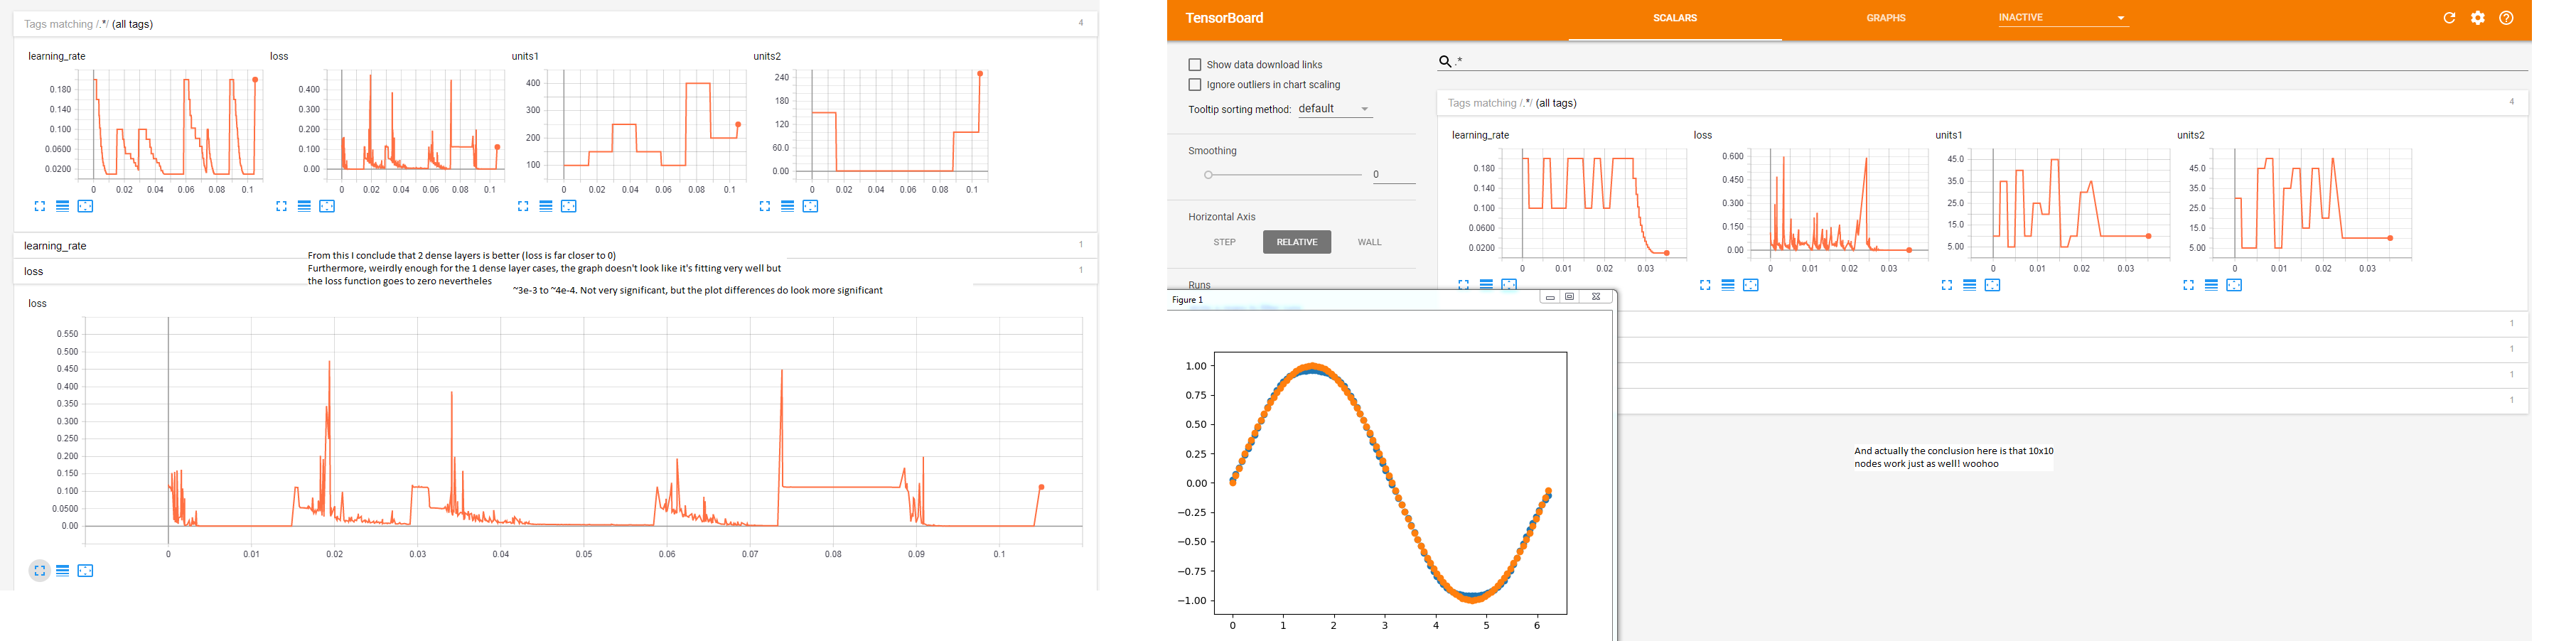 Tags matching /.*/ (all tags)
4
learning_rate
loss
units1
units2
0.180
0.140
0.100
0.0600
0.0200
0 0.02 0.04 0.06 0.08 0.1
0.400
0.300
0.200
0.100
0.00
0 0.02 0.04 0.06 0.08 0.1
400
300
200
100
0 0.02 0.04 0.06 0.08 0.1
240
180
120
60.0
0.00
0 0.02 0.04 0.06 0.08 0.1
learning_rate
1
From this I conclude that 2 dense layers is better (loss is far closer to 0)
Furthermore, weirdly enough for the 1 dense layer cases, the graph doesn't look like it's fitting very well but
the loss function goes to zero nevertheless
~3e-3 to ~4e-4. Not very significant, but the plot differences do look more significant
loss
1
loss
0.550
0.500
0.450
0.400
0.350
0.300
0.250
0.200
0.150
0.100
0.0500
0.00
0 0.01 0.02 0.03 0.04 0.05 0.06 0.07 0.08 0.09 0.1
TensorBoard
SCALARS
GRAPHS
INACTIVE
Show data download links
Ignore outliers in chart scaling
Tooltip sorting method: default
Smoothing
0
Horizontal Axis
STEP RELATIVE WALL
Runs
.*
Tags matching /.*/ (all tags)
4
learning_rate
loss
units1
units2
0.180
0.140
0.100
0.0600
0.0200
0 0.01 0.02 0.03
0.600
0.450
0.300
0.150
0.00
0 0.01 0.02 0.03
45.0
35.0
25.0
15.0
5.00
0 0.01 0.02 0.03
45.0
35.0
25.0
15.0
5.00
0 0.01 0.02 0.03
1
1
1
1
Figure 1
1.00
0.75
0.50
0.25
0.00
−0.25
−0.50
−0.75
−1.00
0 1 2 3 4 5 6
And actually the conclusion here is that 10x10
nodes work just as well! woohoo